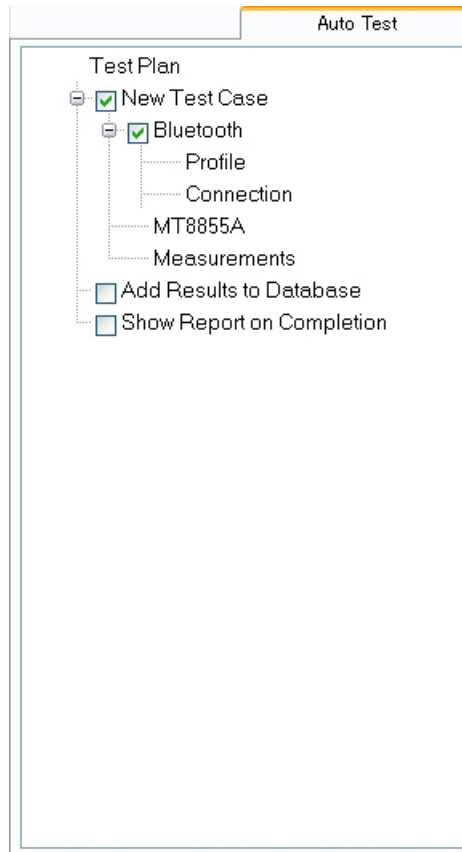 Auto Test
Test Plan
New Test Case
Bluetooth
Profile
Connection
MT8855A
Measurements
Add Results to Database
Show Report on Completion